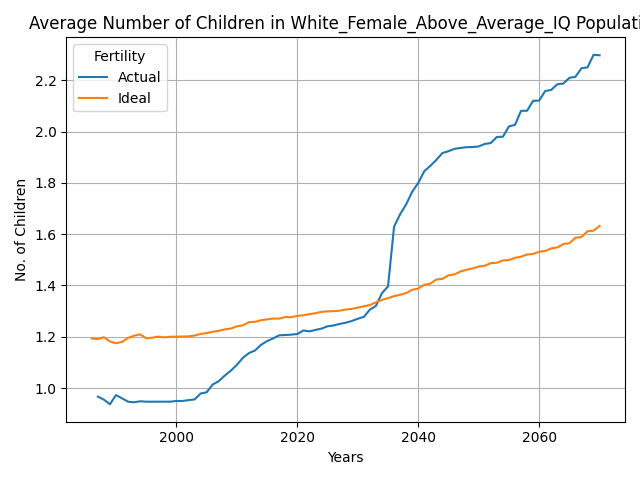 Average Number of Children in White_Female_Above_Average_IQ Populati
Fertility
Actual
Ideal
No. of Children
2.2
2.0
1.8
1.6
1.4
1.2
1.0
2000 2020 2040 2060
Years